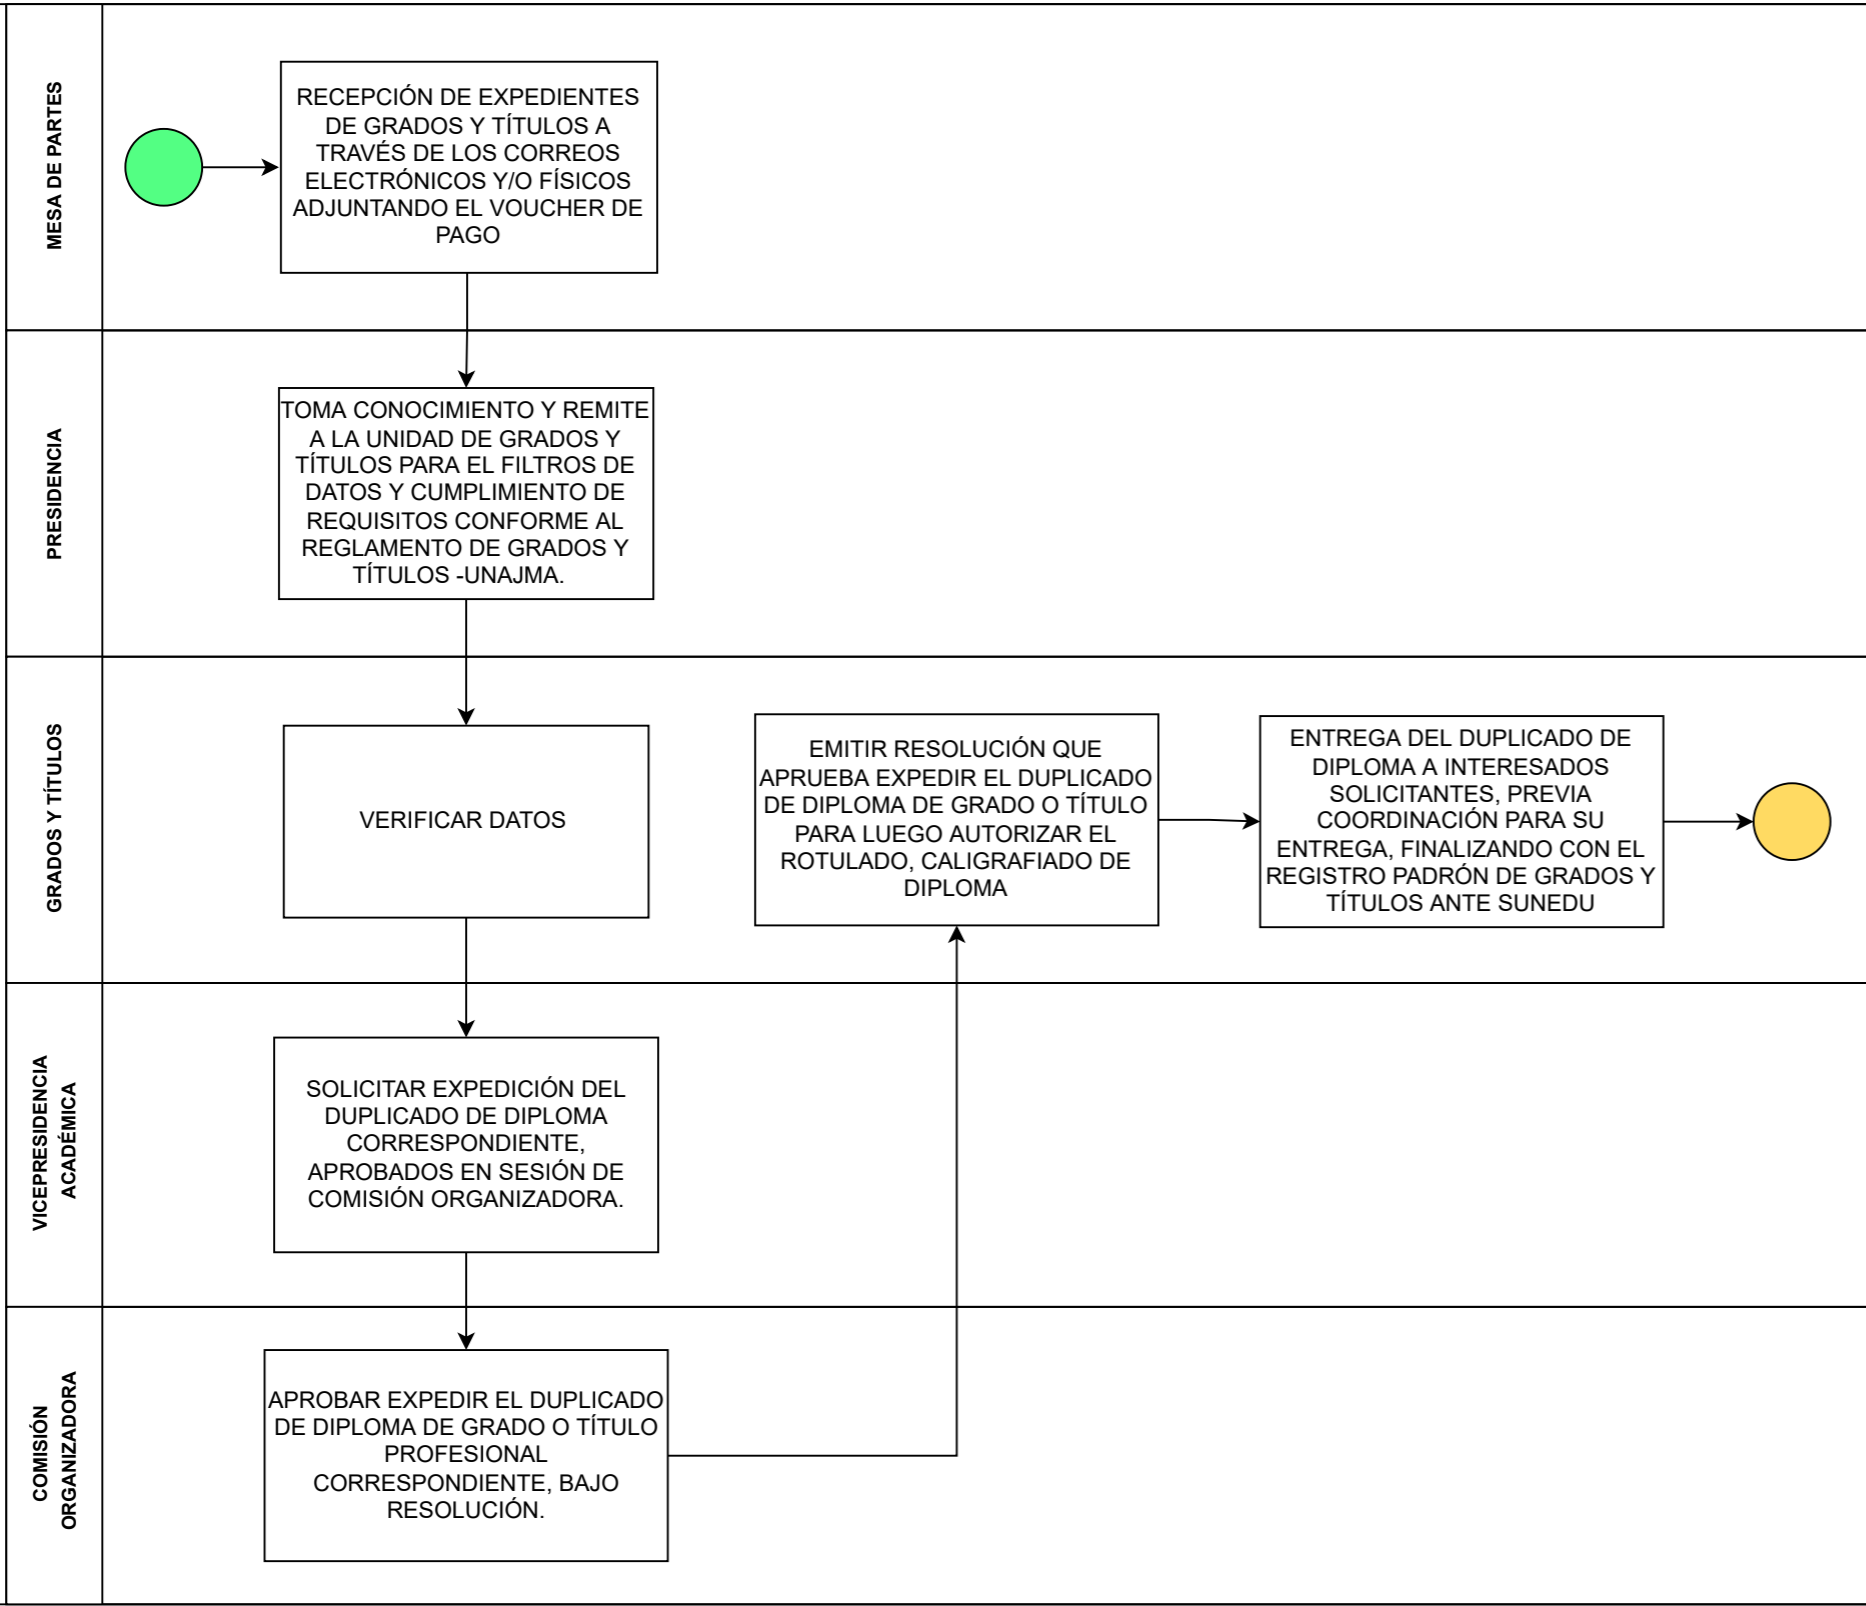 MESA DE PARTES
RECEPCIÓN DE EXPEDIENTES
DE GRADOS Y TÍTULOS A
TRAVÉS DE LOS CORREOS
ELECTRÓNICOS Y/O FÍSICOS
ADJUNTANDO EL VOUCHER DE
PAGO
PRESIDENCIA
TOMA CONOCIMIENTO Y REMITE
A LA UNIDAD DE GRADOS Y
TÍTULOS PARA EL FILTROS DE
DATOS Y CUMPLIMIENTO DE
REQUISITOS CONFORME AL
REGLAMENTO DE GRADOS Y
TÍTULOS -UNAJMA.
GRADOS Y TÍTULOS
VERIFICAR DATOS
EMITIR RESOLUCIÓN QUE
APRUEBA EXPEDIR EL DUPLICADO
DE DIPLOMA DE GRADO O TÍTULO
PARA LUEGO AUTORIZAR EL
ROTULADO, CALIGRAFIADO DE
DIPLOMA
ENTREGA DEL DUPLICADO DE
DIPLOMA A INTERESADOS
SOLICITANTES, PREVIA
COORDINACIÓN PARA SU
ENTREGA, FINALIZANDO CON EL
REGISTRO PADRÓN DE GRADOS Y
TÍTULOS ANTE SUNEDU
VICEPRESIDENCIA
ACADÉMICA
SOLICITAR EXPEDICIÓN DEL
DUPLICADO DE DIPLOMA
CORRESPONDIENTE,
APROBADOS EN SESIÓN DE
COMISIÓN ORGANIZADORA.
COMISIÓN
ORGANIZADORA
APROBAR EXPEDIR EL DUPLICADO
DE DIPLOMA DE GRADO O TÍTULO
PROFESIONAL
CORRESPONDIENTE, BAJO
RESOLUCIÓN.